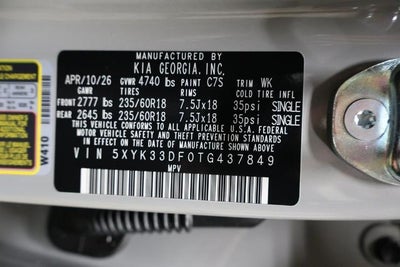 MANUFACTURED BY
KIA GEORGIA, INC.
APR/10/26 GVWR 4740 lbs PAINT C7S TRIM WK
GAWR TIRES RIMS COLD TIRE INFL
FRONT 2777 lbs 235/60R18 7.5Jx18 35psi SINGLE
REAR 2645 lbs 235/60R18 7.5Jx18 35psi SINGLE
THIS VEHICLE CONFORMS TO ALL APPLICABLE U.S.A. FEDERAL
MOTOR VEHICLE SAFETY AND THEFT PREVENTION STANDARDS
IN EFFECT ON THE DATE OF MANUFACTURE SHOWN ABOVE.
VIN 5XYK33DF0TG437849
MPV
W410